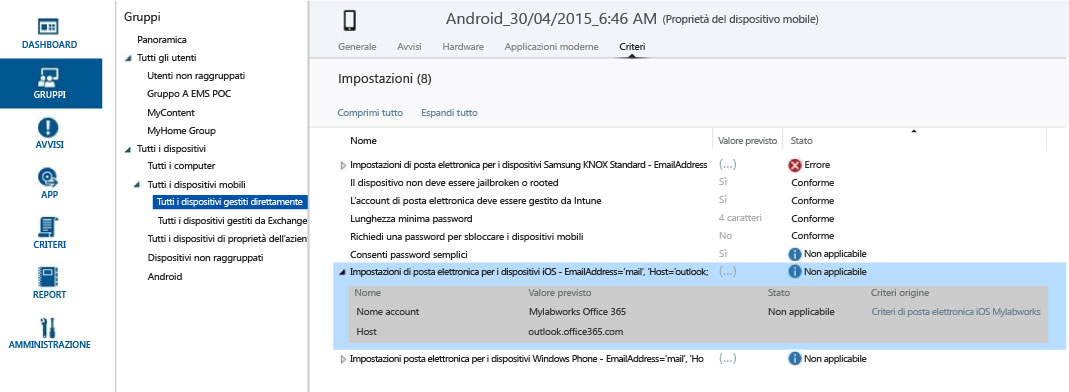 DASHBOARD
GRUPPI
AVVISI
APP
CRITERI
REPORT
AMMINISTRAZIONE
Gruppi
Panoramica
Tutti gli utenti
Utenti non raggruppati
Gruppo A EMS POC
MyContent
MyHome Group
Tutti i dispositivi
Tutti i computer
Tutti i dispositivi mobili
Tutti i dispositivi gestiti direttamente
Tutti i dispositivi gestiti da Exchange
Tutti i dispositivi di proprietà dell'azien
Dispositivi non raggruppati
Android
Android_30/04/2015_6:46 AM (Proprietà del dispositivo mobile)
Generale Avvisi Hardware Applicazioni moderne Criteri
Impostazioni (8)
Comprimi tutto Espandi tutto
Nome Valore previsto Stato
Impostazioni di posta elettronica per i dispositivi Samsung KNOX Standard - EmailAddress (...) Errore
Il dispositivo non deve essere jailbroken o rooted Sì Conforme
L'account di posta elettronica deve essere gestito da Intune Sì Conforme
Lunghezza minima password 4 caratteri Conforme
Richiedi una password per sbloccare i dispositivi mobili No Conforme
Consenti password semplici Sì Non applicabile
Impostazioni di posta elettronica per i dispositivi iOS - EmailAddress='mail', 'Host='outlook; (...) Non applicabile
Nome Valore previsto Stato Criteri origine
Nome account Mylabworks Office 365 Non applicabile Criteri di posta elettronica iOS Mylabworks
Host outlook.office365.com
Impostazioni posta elettronica per i dispositivi Windows Phone - EmailAddress='mail', 'Ho (...) Non applicabile